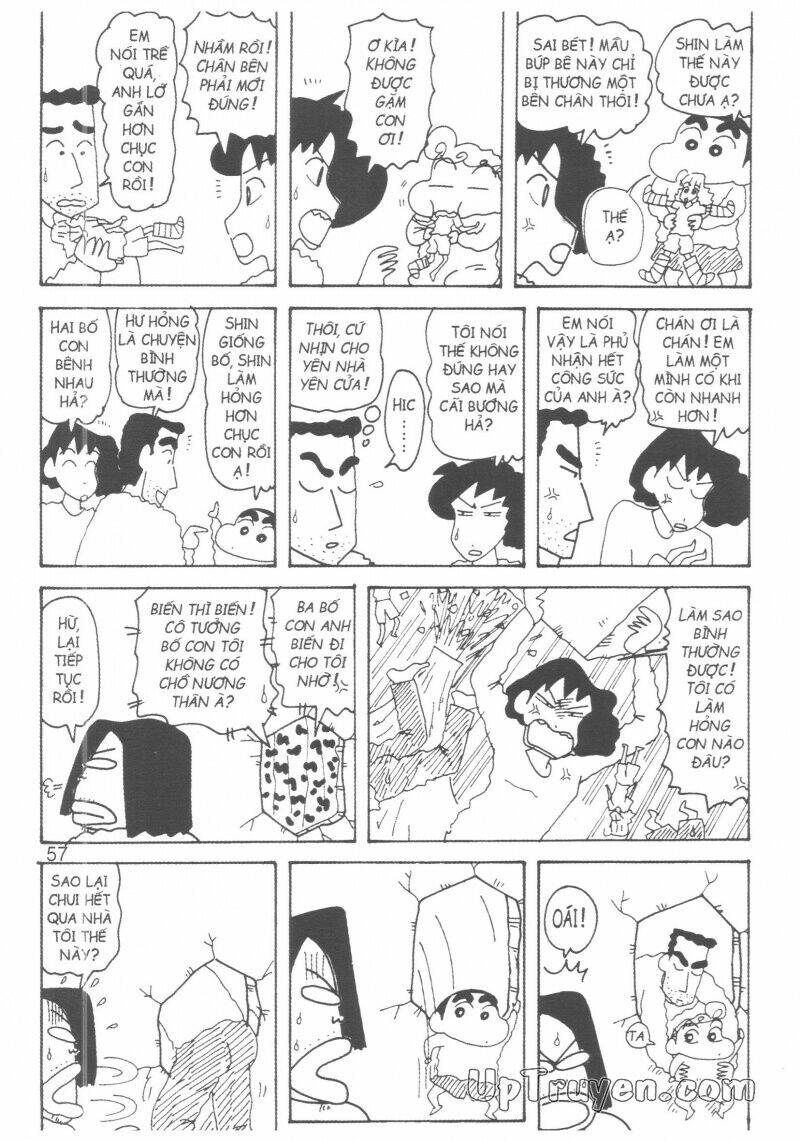 SHIN LÀM
THẾ NÀY
ĐƯỢC
CHƯA Ạ?
SAI BÉT! MẪU
BÚP BÊ NÀY CHỈ
BỊ THƯƠNG MỘT
BÊN CHÂN THÔI!
THẾ
Ạ?
Ơ KÌA!
KHÔNG
ĐƯỢC
GẶM
CON
ƠI!
NHẦM RỒI!
CHÂN BÊN
PHẢI MỚI
ĐÚNG!
EM
NÓI TRỄ
QUÁ,
ANH LỠ
GẮN
HƠN
CHỤC
CON
RỒI!
CHÁN ƠI LÀ
CHÁN! EM
LÀM MỘT
MÌNH CÓ KHI
CÒN NHANH
HƠN!
EM NÓI
VẬY LÀ PHỦ
NHẬN HẾT
CÔNG SỨC
CỦA ANH À?
TÔI NÓI
THẾ KHÔNG
ĐÚNG HAY
SAO MÀ
CÃI BƯỚNG
HẢ?
HIC
......
THÔI, CỨ
NHỊN CHO
YÊN NHÀ
YÊN CỬA!
SHIN
GIỐNG
BỐ, SHIN
LÀM
HỎNG
HƠN
CHỤC
CON RỒI
Ạ!
HƯ HỎNG
LÀ CHUYỆN
BÌNH
THƯỜNG
MÀ!
HAI BỐ
CON
BÊNH
NHAU
HẢ?
LÀM SAO
BÌNH
THƯỜNG
ĐƯỢC!
TÔI CÓ
LÀM
HỎNG
CON NÀO
ĐÂU?
BA BỐ
CON ANH
BIẾN ĐI
CHO TÔI
NHỜ!
BIẾN THÌ BIẾN!
CÔ TƯỞNG
BỐ CON TÔI
KHÔNG CÓ
CHỖ NƯƠNG
THÂN À?
HỪ,
LẠI
TIẾP
TỤC
RỒI!
57
OÁI!
TA
SAO LẠI
CHUI HẾT
QUA NHÀ
TÔI THẾ
NÀY?
UpTruyen.com